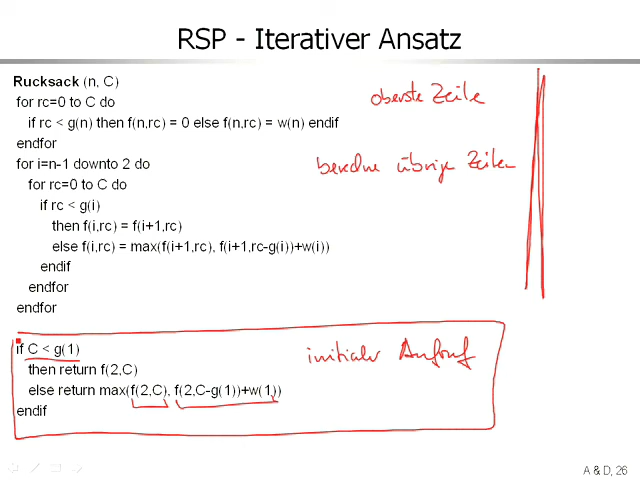 RSP - Iterativer Ansatz
Rucksack (n, C)
for rc=0 to C do
if rc < g(n) then f(n,rc) = 0 else f(n,rc) = w(n) endif
endfor
for i=n-1 downto 2 do
for rc=0 to C do
if rc < g(i)
then f(i,rc) = f(i+1,rc)
else f(i,rc) = max(f(i+1,rc), f(i+1,rc-g(i))+w(i))
endif
endfor
endfor
if C < g(1)
then return f(2,C)
else return max(f(2,C), f(2,C-g(1))+w(1))
endif
oberste Zeile
berechne übrige Zeilen
initialer Aufruf
A & D, 26